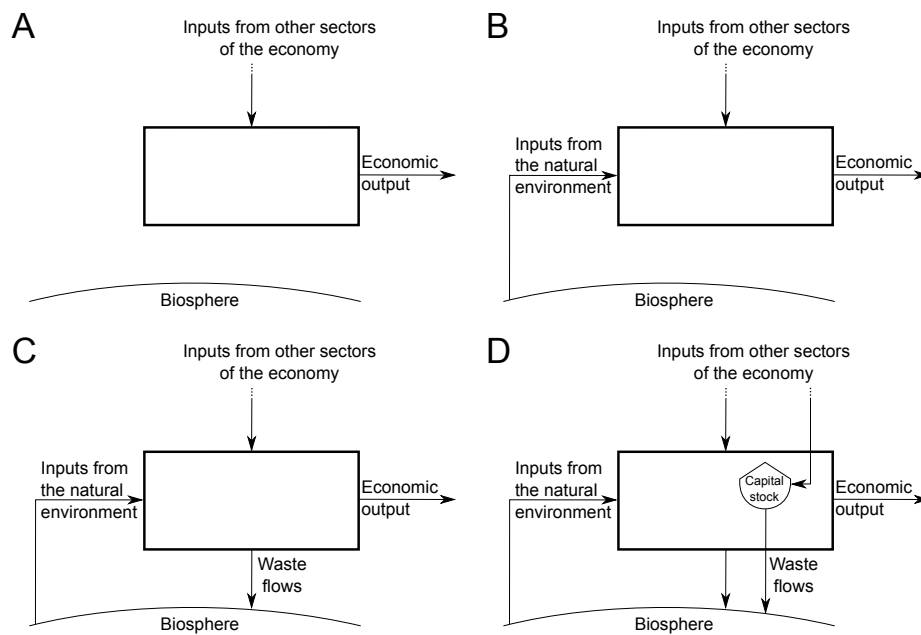 A
Inputs from other sectors
of the economy
Economic
output
Biosphere
B
Inputs from other sectors
of the economy
Inputs from
the natural
environment
Economic
output
Biosphere
C
Inputs from other sectors
of the economy
Inputs from
the natural
environment
Economic
output
Waste
flows
Biosphere
D
Inputs from other sectors
of the economy
Inputs from
the natural
environment
Capital
stock
Economic
output
Waste
flows
Biosphere